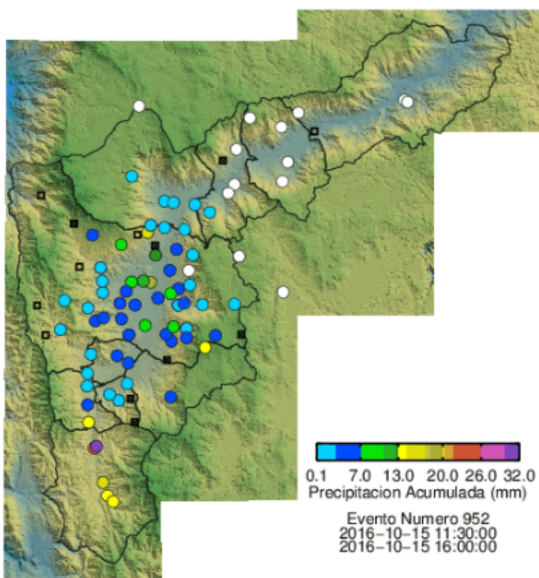 0.1 7.0 13.0 20.0 26.0 32.0
Precipitacion Acumulada (mm)
Evento Numero 952
2016-10-15 11:30:00
2016-10-15 16:00:00